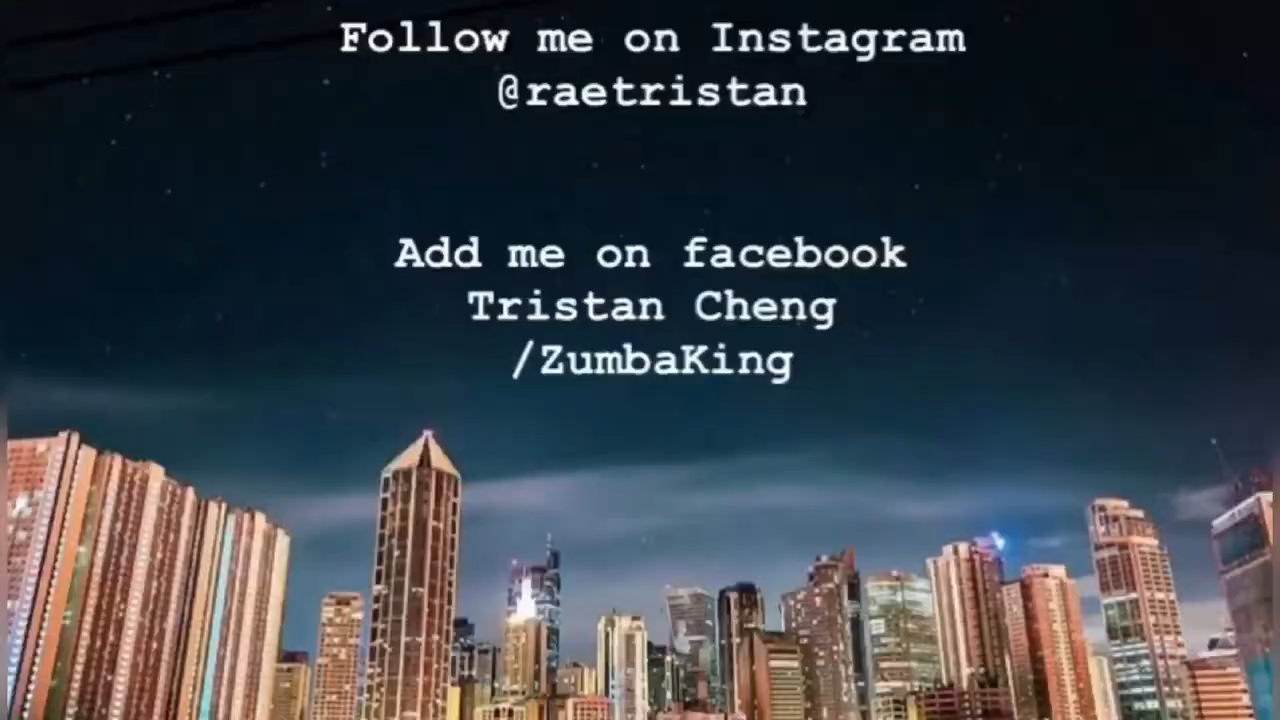 Follow me on Instagram
@raetristan
Add me on facebook
Tristan Cheng
/ZumbaKing